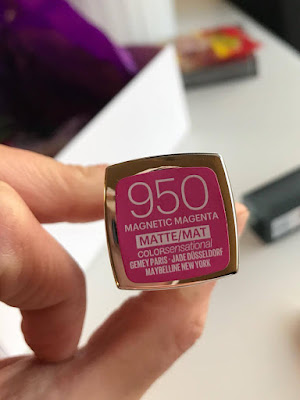 950
MAGNETIC MAGENTA
MATTE/MAT
COLORsensational
GEMEY PARIS · JADE DÜSSELDORF
MAYBELLINE NEW YORK